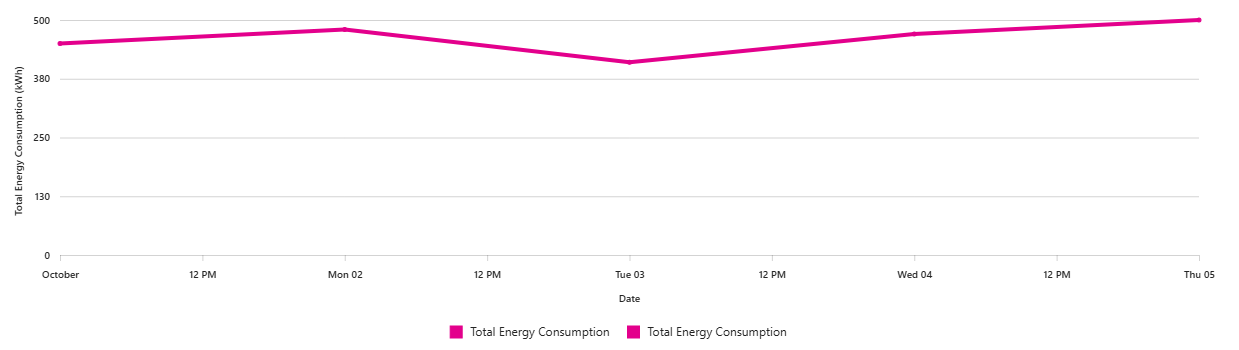 Total Energy Consumption (kWh)
500
380
250
130
0
October 12 PM Mon 02 12 PM Tue 03 12 PM Wed 04 12 PM Thu 05
Date
Total Energy Consumption Total Energy Consumption